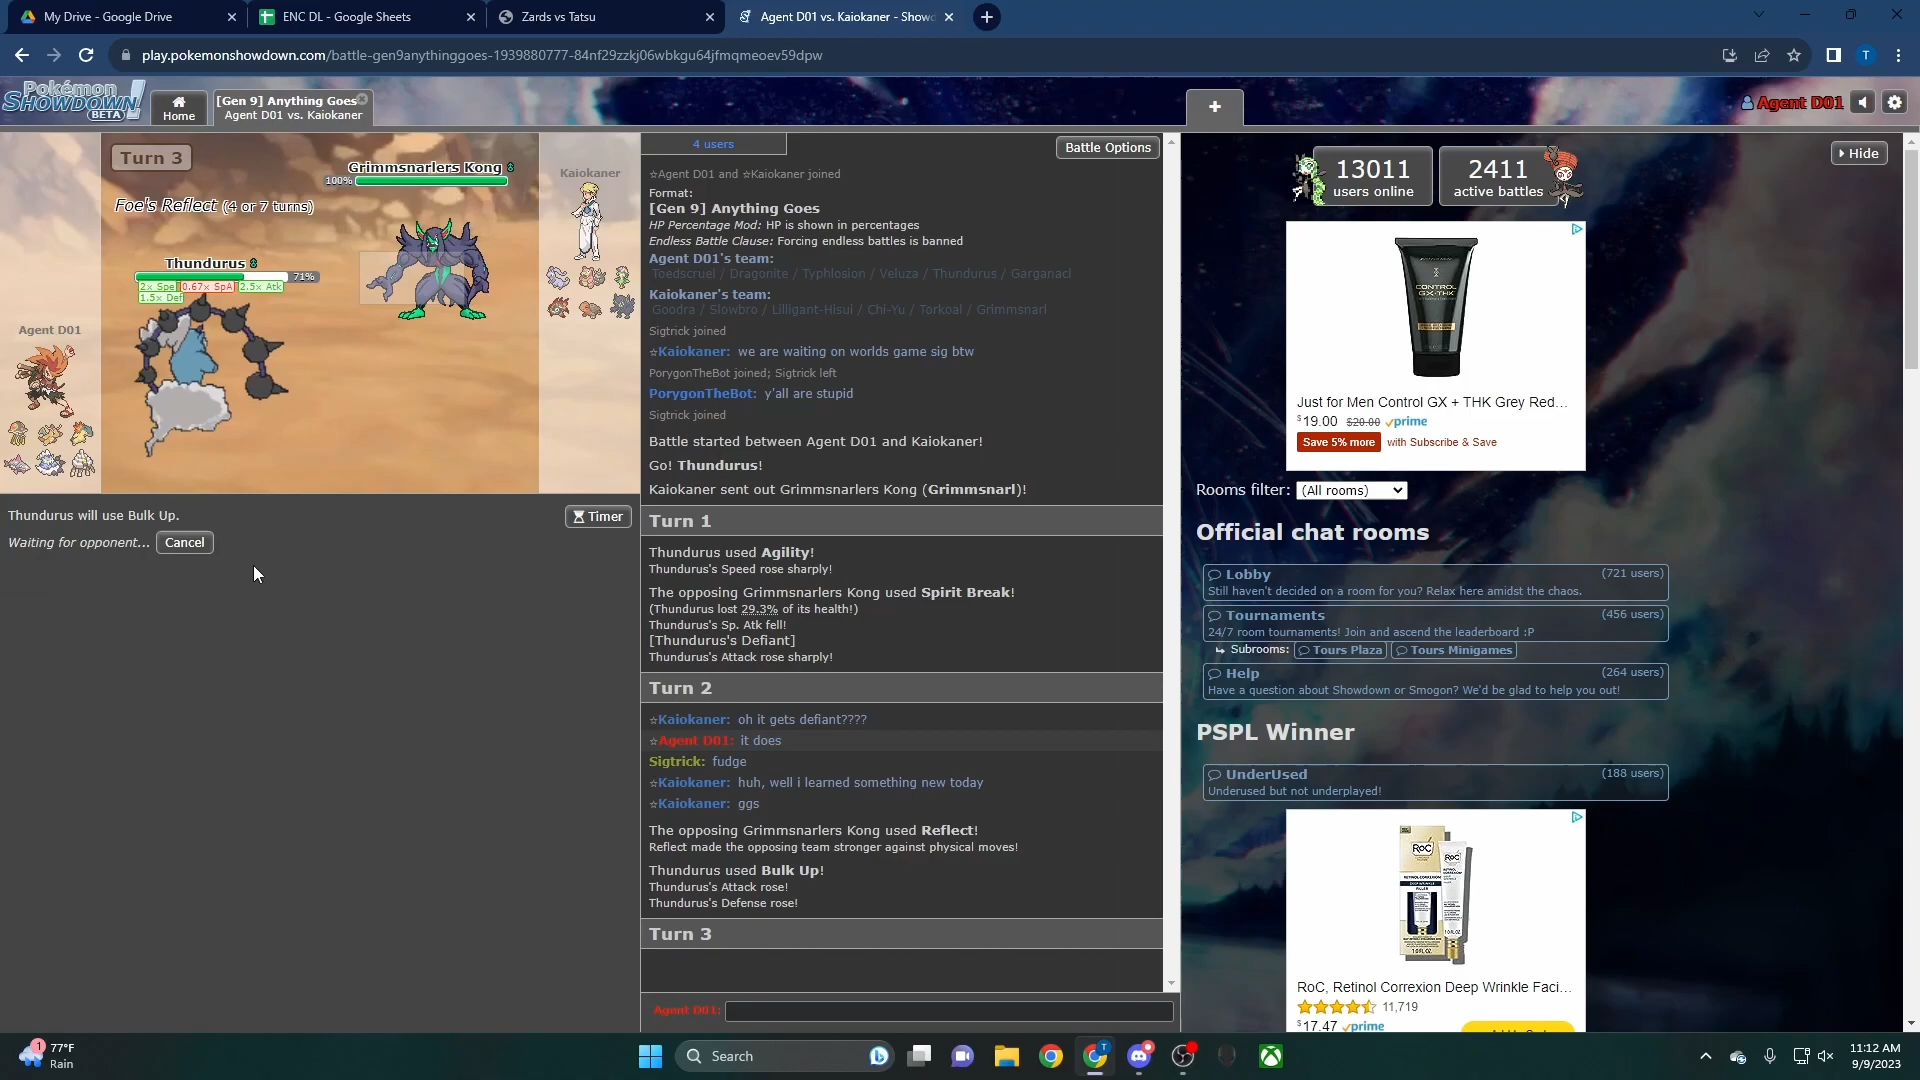 My Drive - Google Drive
ENC DL - Google Sheets
Zards vs Tatsu
Agent D01 vs. Kaiokaner - Showd
play.pokemonshowdown.com/battle-gen9anythinggoes-1939880777-84nf29zzkj06wbkgu64jfmqmeoev59dpw
T
Pokémon
SHOWDOWN!
BETA
Home
[Gen 9] Anything Goes
Agent D01 vs. Kaiokaner
+
Agent D01
Turn 3
Grimmsnarlers Kong
100%
Foe's Reflect (4 or 7 turns)
Thundurus
71%
2x Spe 0.67x SpA 2.5x Atk
1.5x Def
Kaiokaner
Agent D01
Thundurus will use Bulk Up.
Waiting for opponent... Cancel
Timer
4 users
Battle Options
☆Agent D01 and ☆Kaiokaner joined
Format:
[Gen 9] Anything Goes
HP Percentage Mod: HP is shown in percentages
Endless Battle Clause: Forcing endless battles is banned
Agent D01's team:
Toedscruel / Dragonite / Typhlosion / Veluza / Thundurus / Garganacl
Kaiokaner's team:
Goodra / Slowbro / Lilligant-Hisui / Chi-Yu / Torkoal / Grimmsnarl
Sigtrick joined
☆Kaiokaner: we are waiting on worlds game sig btw
PorygonTheBot joined; Sigtrick left
PorygonTheBot: y'all are stupid
Sigtrick joined
Battle started between Agent D01 and Kaiokaner!
Go! Thundurus!
Kaiokaner sent out Grimmsnarlers Kong (Grimmsnarl)!
Turn 1
Thundurus used Agility!
Thundurus's Speed rose sharply!
The opposing Grimmsnarlers Kong used Spirit Break!
(Thundurus lost 29.3% of its health!)
Thundurus's Sp. Atk fell!
[Thundurus's Defiant]
Thundurus's Attack rose sharply!
Turn 2
☆Kaiokaner: oh it gets defiant????
☆Agent D01: it does
Sigtrick: fudge
☆Kaiokaner: huh, well i learned something new today
☆Kaiokaner: ggs
The opposing Grimmsnarlers Kong used Reflect!
Reflect made the opposing team stronger against physical moves!
Thundurus used Bulk Up!
Thundurus's Attack rose!
Thundurus's Defense rose!
Turn 3
Agent D01:
Hide
13011
users online
2411
active battles
CONTROL
GX+THK
Just for Men Control GX + THK Grey Red...
$19.00 $20.00 prime
Save 5% more with Subscribe & Save
Rooms filter: (All rooms)
Official chat rooms
Lobby (721 users)
Still haven't decided on a room for you? Relax here amidst the chaos.
Tournaments (456 users)
24/7 room tournaments! Join and ascend the leaderboard :P
Subrooms: Tours Plaza Tours Minigames
Help (264 users)
Have a question about Showdown or Smogon? We'd be glad to help you out!
PSPL Winner
UnderUsed (188 users)
Underused but not underplayed!
RoC
RoC
RoC, Retinol Correxion Deep Wrinkle Faci...
11,719
$17.47 prime
1
77°F
Rain
Search
T
11:12 AM
9/9/2023